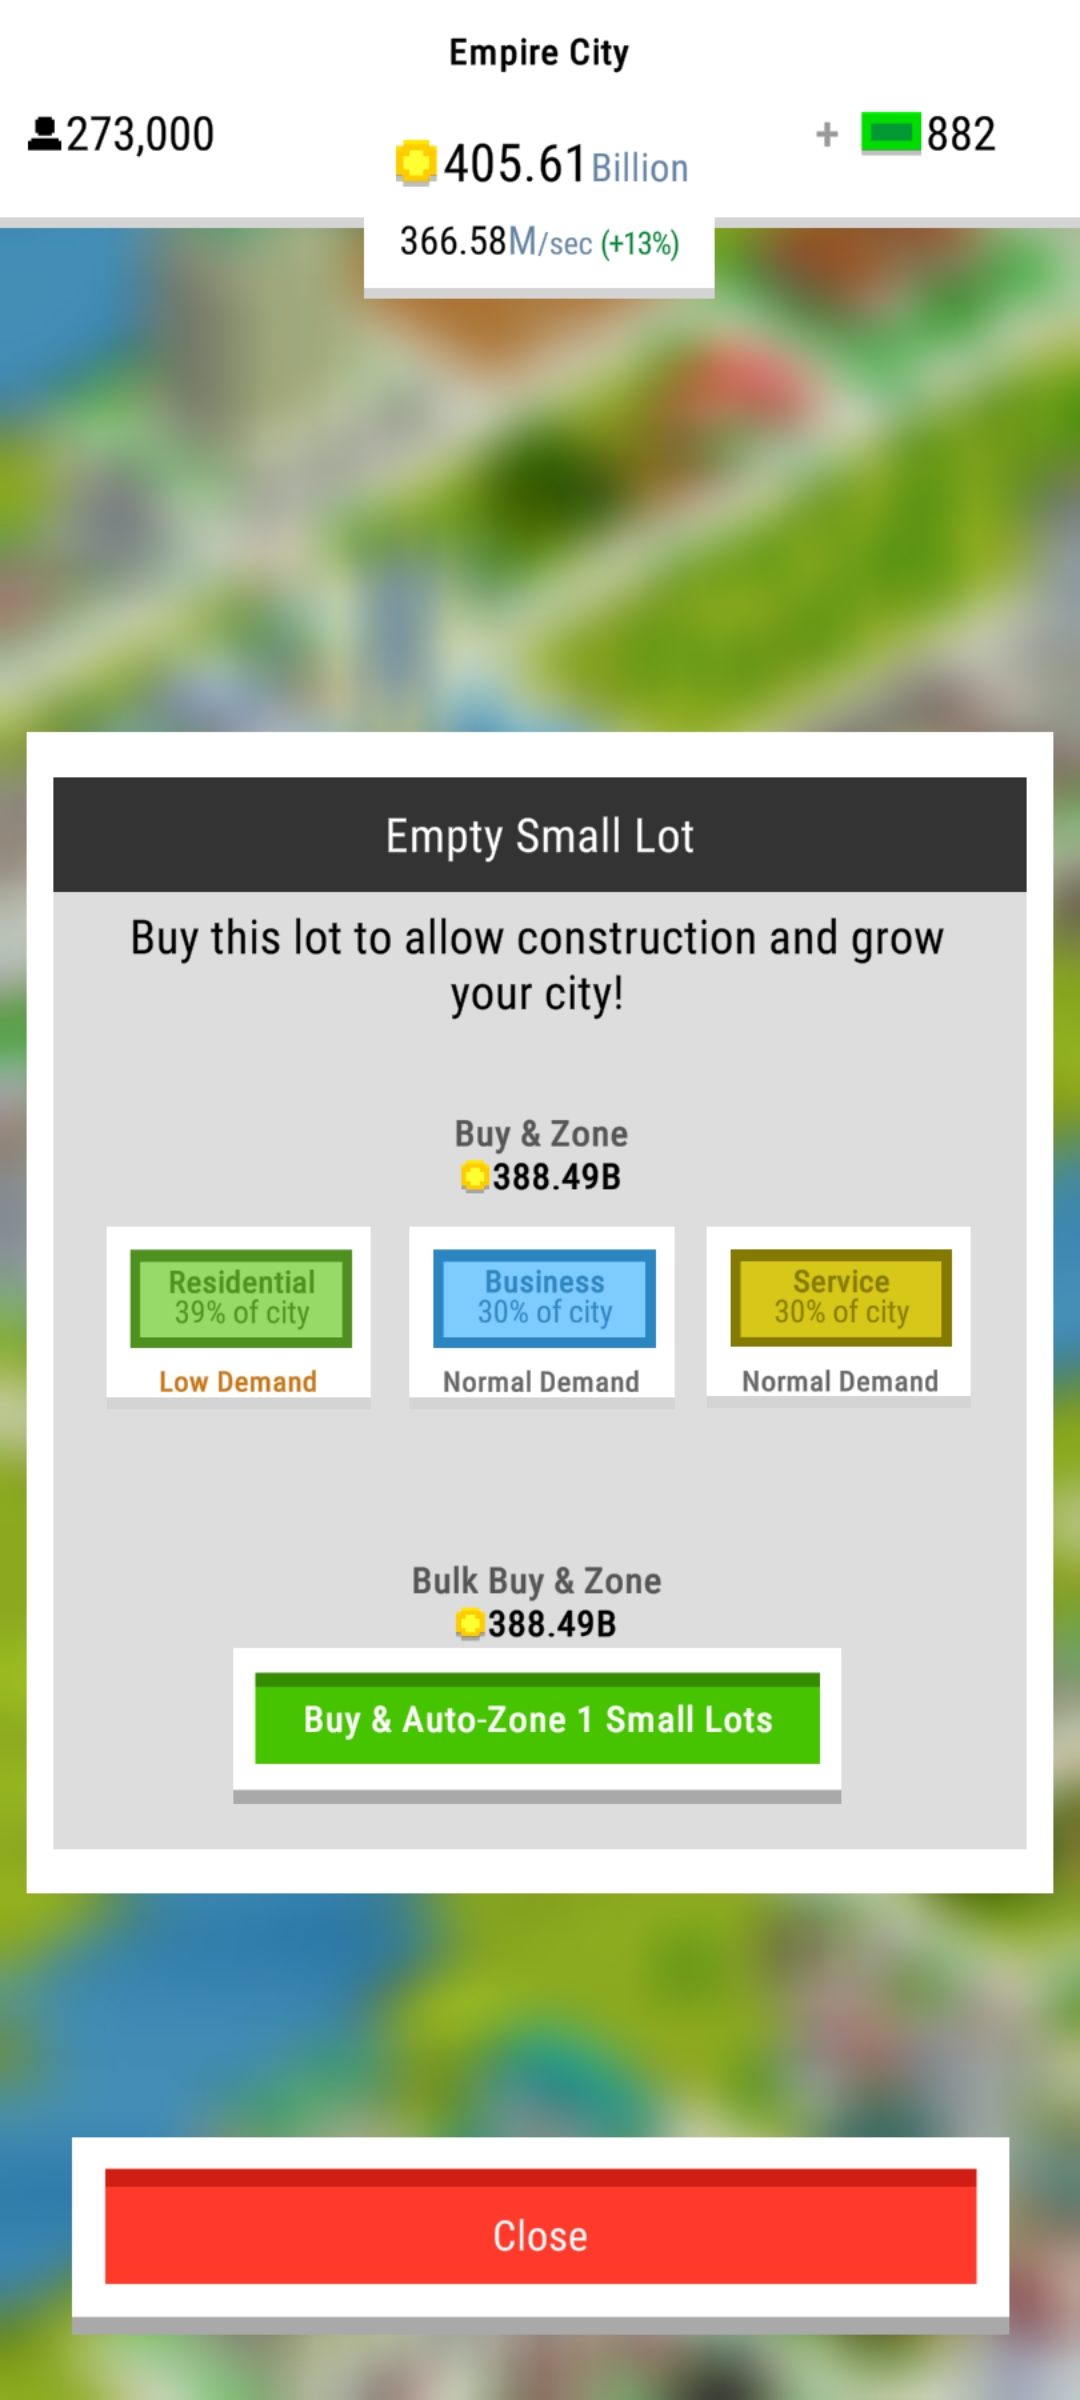 Empire City
273,000
405.61 Billion
+ 882
366.58M/sec (+13%)
Empty Small Lot
Buy this lot to allow construction and grow
your city!
Buy & Zone
388.49B
Residential
39% of city
Low Demand
Business
30% of city
Normal Demand
Service
30% of city
Normal Demand
Bulk Buy & Zone
388.49B
Buy & Auto-Zone 1 Small Lots
Close